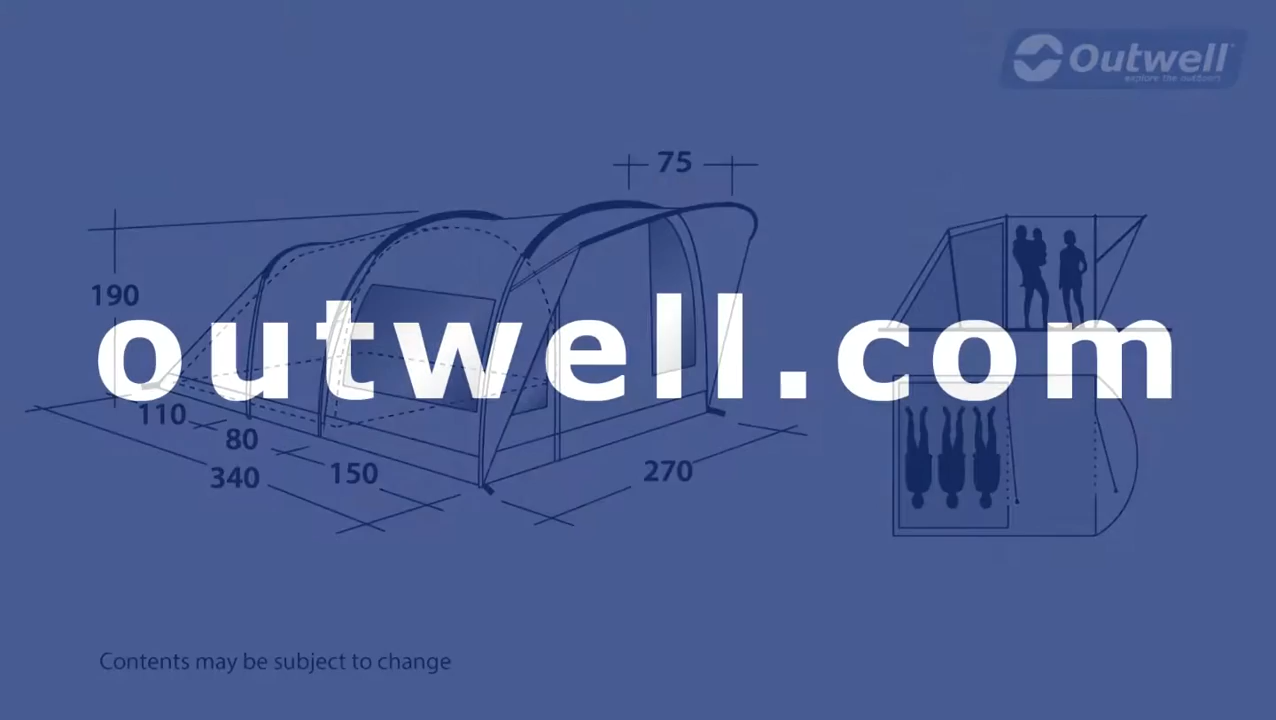 Outwell
explore the outdoors
75
190
outwell.com
110
80
340
150
270
Contents may be subject to change